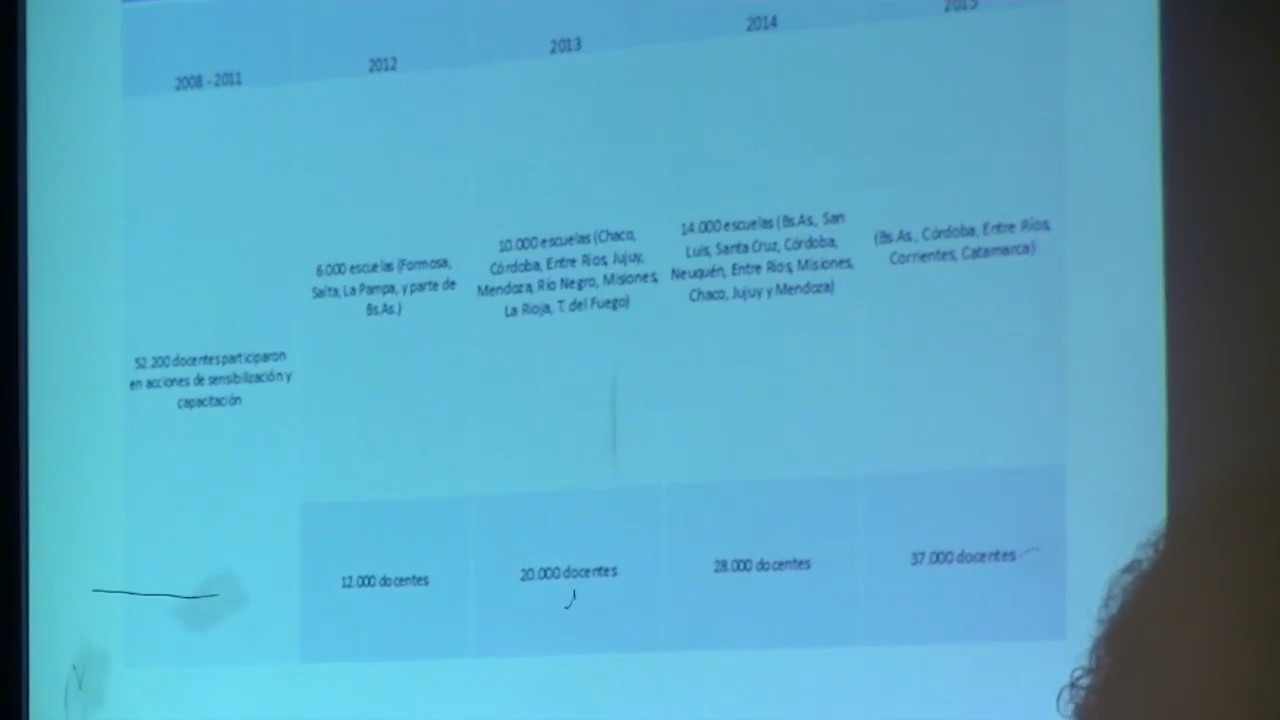 2008 - 2011
2012
2013
2014
2015
52.200 docentes participaron
en acciones de sensibilización y
capacitación
6.000 escuelas (Formosa,
Salta, La Pampa, y parte de
Bs.As.)
10.000 escuelas (Chaco,
Córdoba, Entre Ríos, Jujuy,
Mendoza, Río Negro, Misiones,
La Rioja, T. del Fuego)
14.000 escuelas (Bs.As., San
Luis, Santa Cruz, Córdoba,
Neuquén, Entre Ríos, Misiones,
Chaco, Jujuy y Mendoza)
(Bs.As., Córdoba, Entre Ríos,
Corrientes, Catamarca)
12.000 docentes
20.000 docentes
28.000 docentes
37.000 docentes